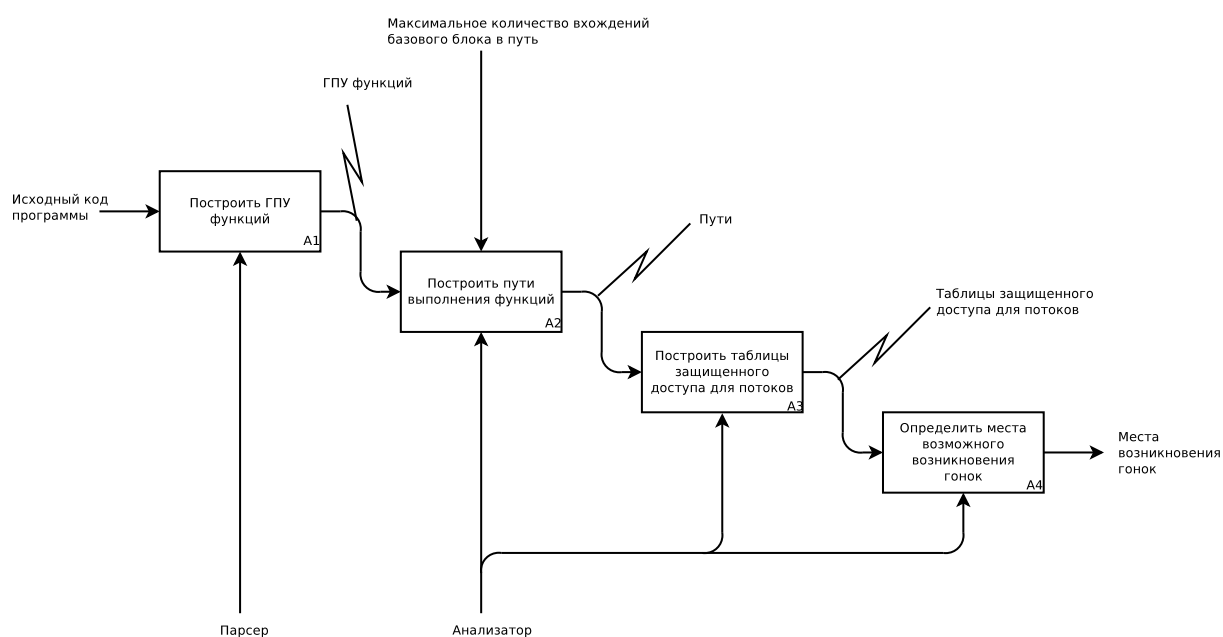 Максимальное количество вхождений
базового блока в путь
ГПУ функций
Исходный код
программы
Построить ГПУ
функций
A1
Пути
Построить пути
выполнения функций
A2
Таблицы защищенного
доступа для потоков
Построить таблицы
защищенного
доступа для потоков
A3
Определить места
возможного
возникновения
гонок
A4
Места
возникновения
гонок
Парсер
Анализатор